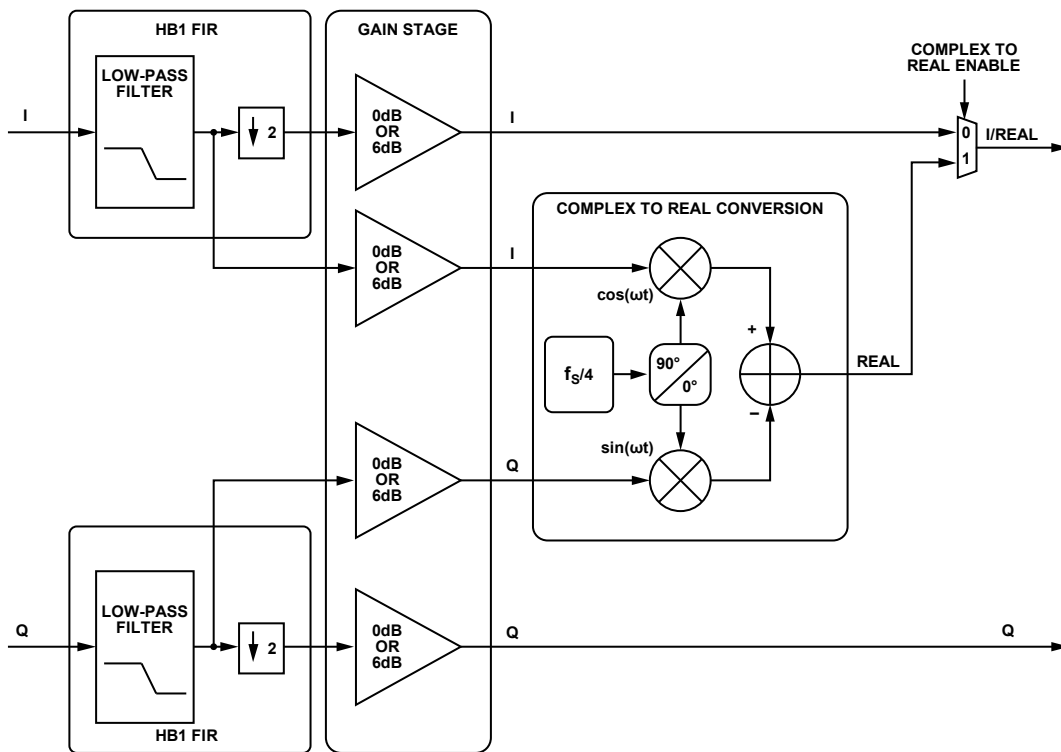 HB1 FIR
LOW-PASS
FILTER
I
2
GAIN STAGE
0dB
OR
6dB
I
COMPLEX TO
REAL ENABLE
0
1
I/REAL
0dB
OR
6dB
I
COMPLEX TO REAL CONVERSION
cos(ωt)
+
fS/4
90°
0°
REAL
–
sin(ωt)
0dB
OR
6dB
Q
Q
LOW-PASS
FILTER
2
HB1 FIR
0dB
OR
6dB
Q
Q